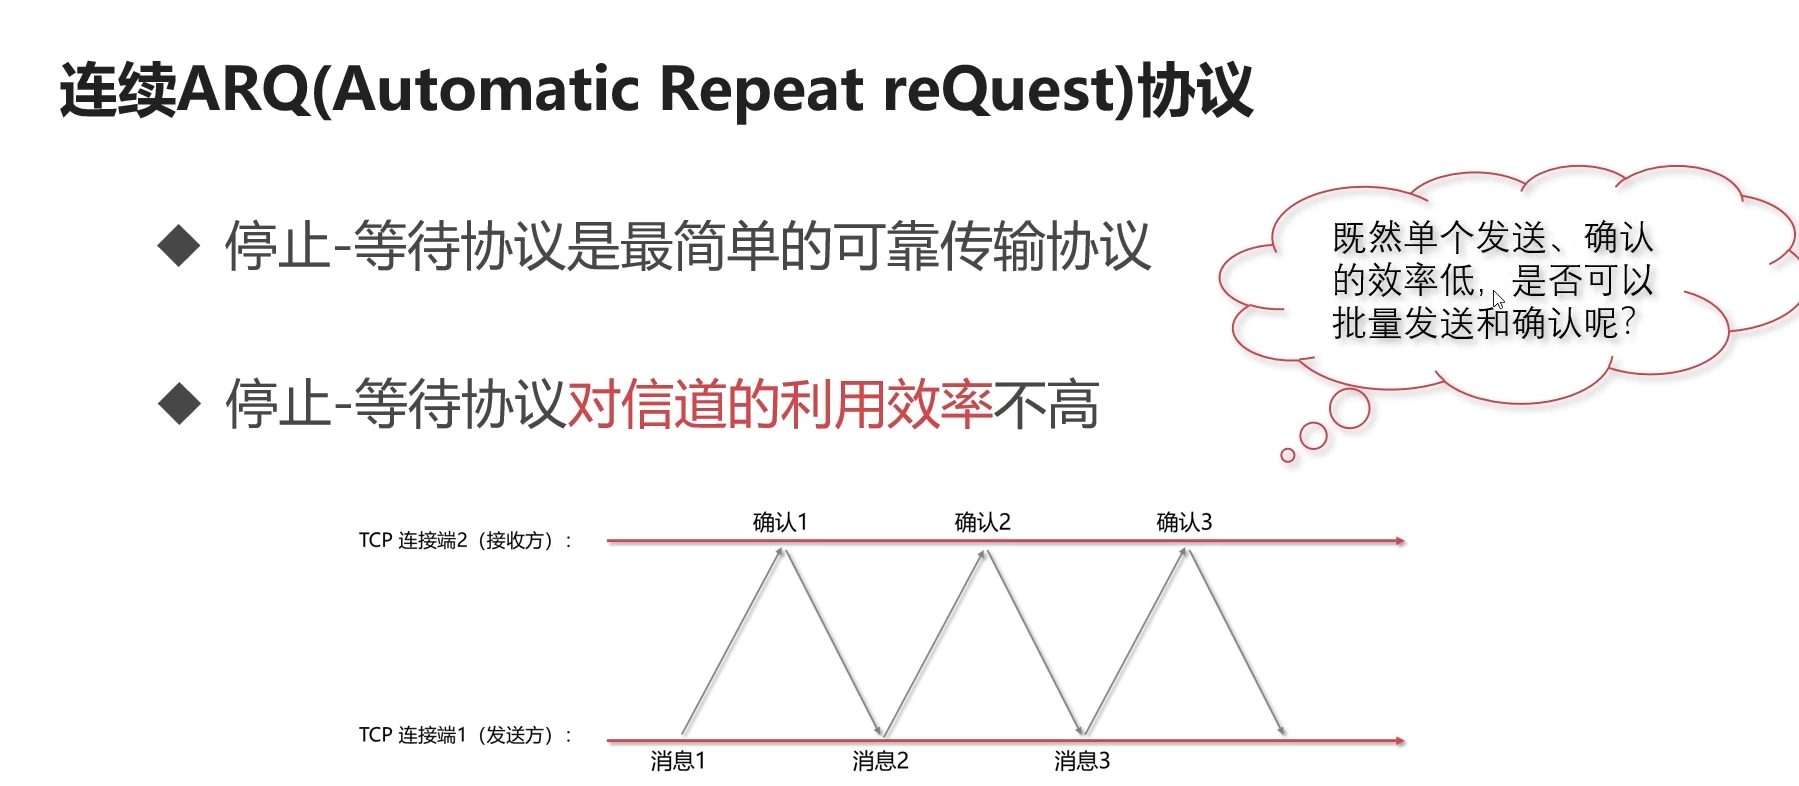 连续ARQ(Automatic Repeat reQuest)协议
停止-等待协议是最简单的可靠传输协议
既然单个发送、确认
的效率低，是否可以
批量发送和确认呢？
停止-等待协议对信道的利用效率不高
确认1 确认2 确认3
TCP 连接端2（接收方）：
TCP 连接端1（发送方）：
消息1 消息2 消息3